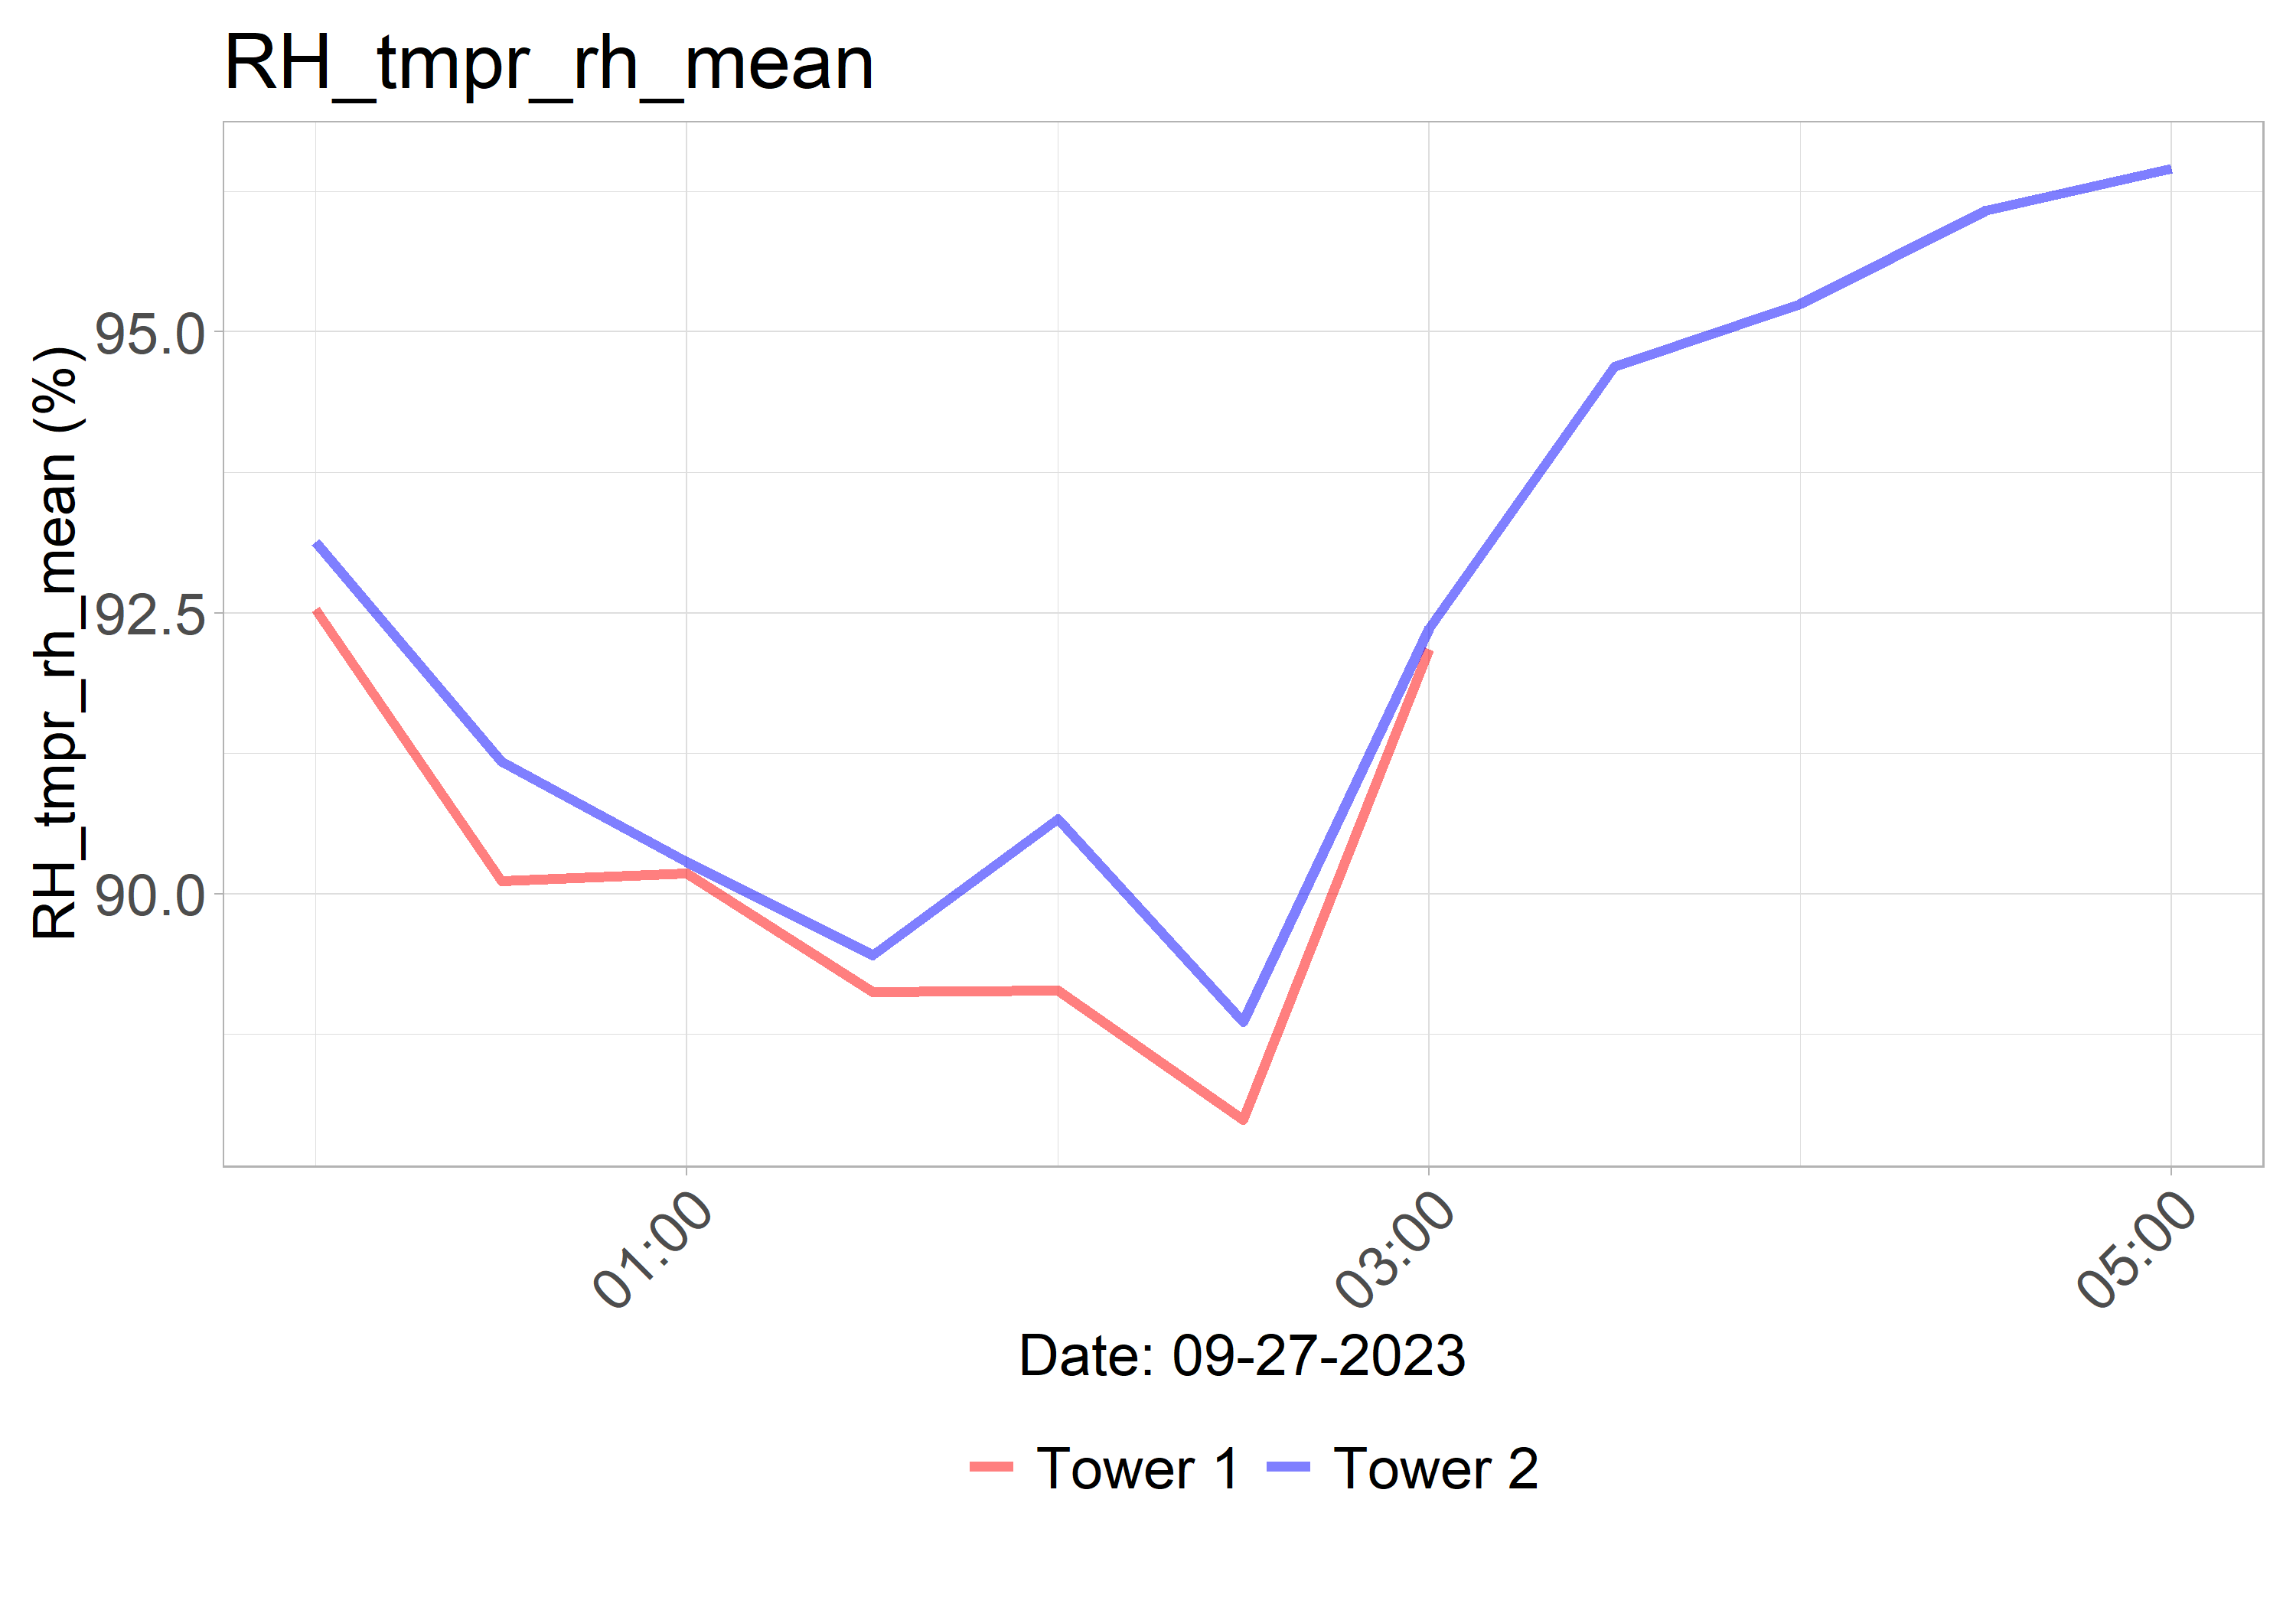 RH_tmpr_rh_mean
RH_tmpr_rh_mean (%)
95.0
92.5
90.0
01:00
03:00
05:00
Date: 09-27-2023
Tower 1
Tower 2